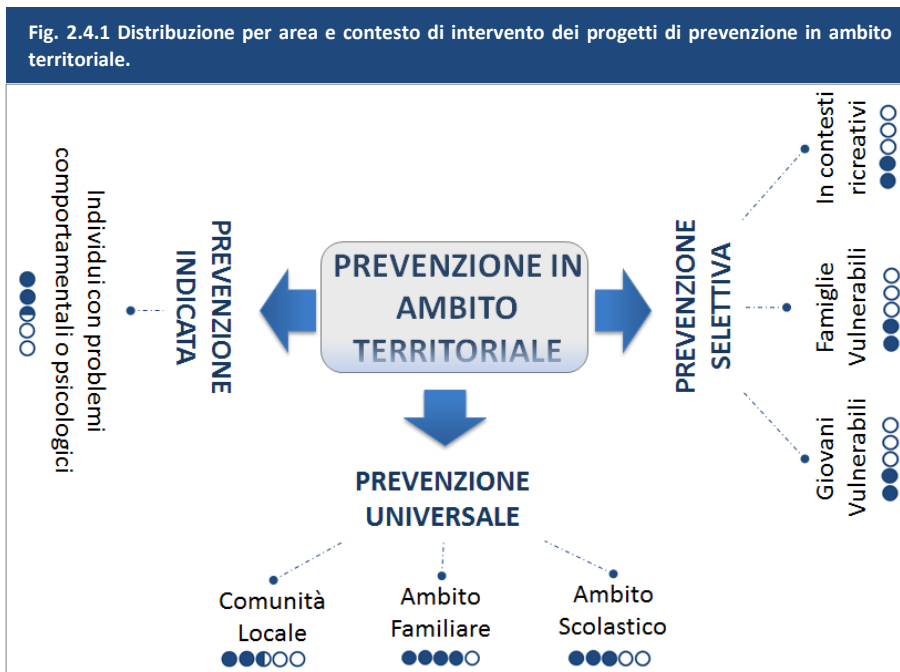 Fig. 2.4.1 Distribuzione per area e contesto di intervento dei progetti di prevenzione in ambito
territoriale.
PREVENZIONE IN
AMBITO
TERRITORIALE
PREVENZIONE
INDICATA
Individui con problemi
comportamentali o psicologici
PREVENZIONE
SELETTIVA
In contesti
ricreativi
Famiglie
Vulnerabili
Giovani
Vulnerabili
PREVENZIONE
UNIVERSALE
Comunità
Locale
Ambito
Familiare
Ambito
Scolastico